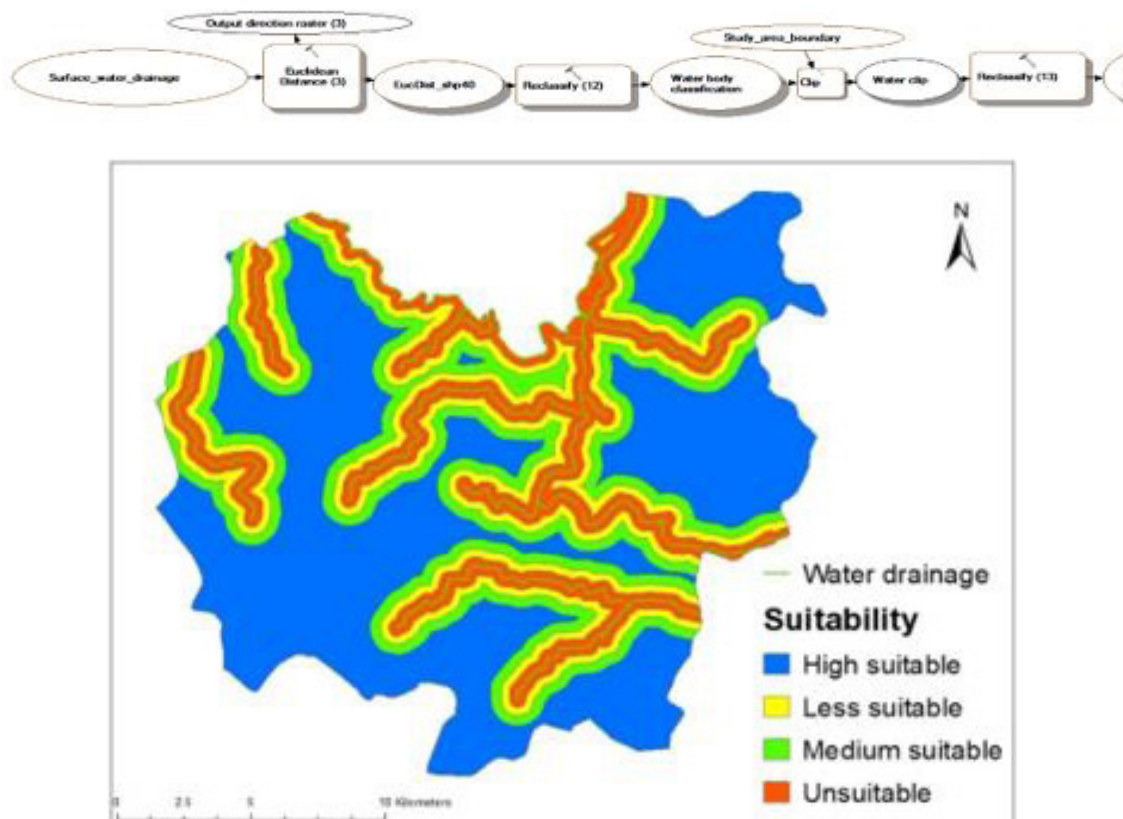 Output direction raster (3)
Study_area_boundary
Surface_water_drainage
Euclidean
Distance (3)
EucDist_shp40
Reclassify (12)
Water body
classification
Clip
Water clip
Reclassify (13)
N
Water drainage
Suitability
High suitable
Less suitable
Medium suitable
Unsuitable
0 2.5 5 10 Kilometers